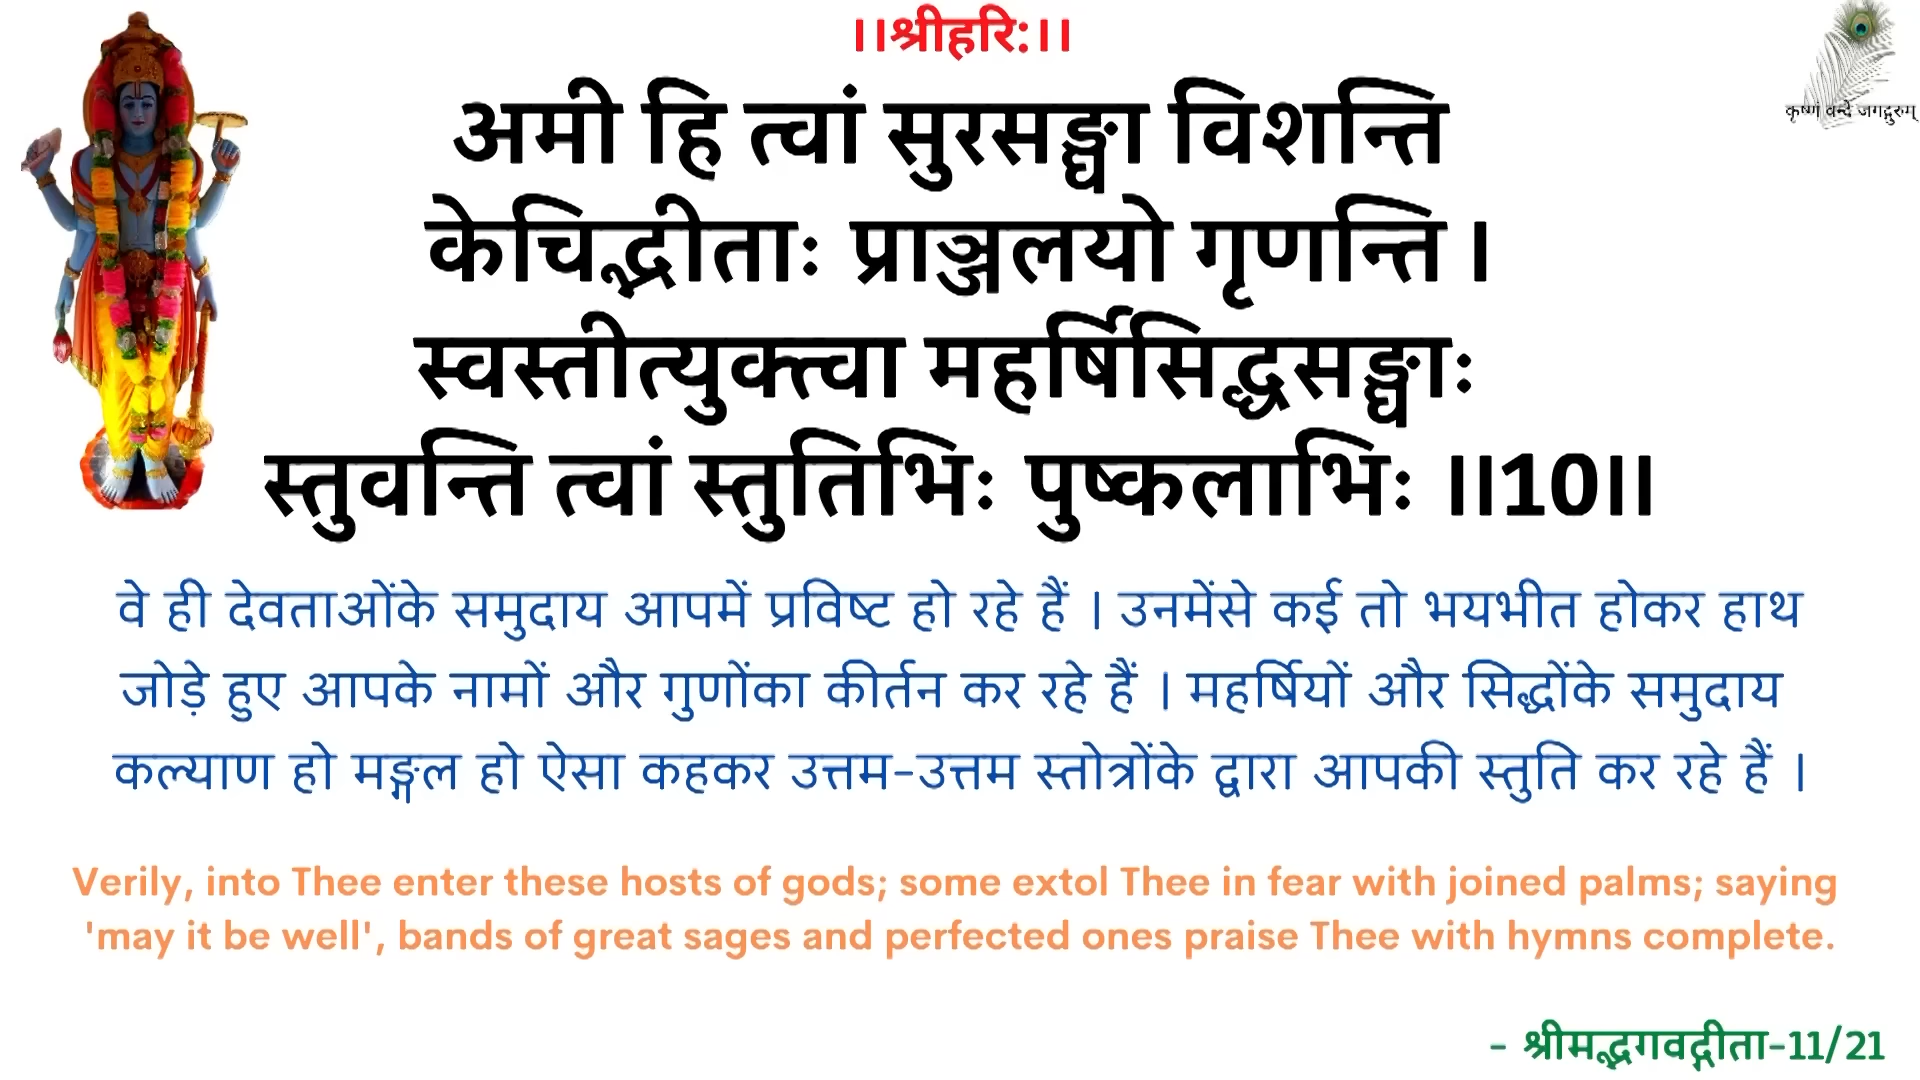 ।।श्रीहरि:।।
कृष्णं वन्दे जगद्गुरुम्
अमी हि त्वां सुरसङ्घा विशन्ति
केचिद्भीताः प्राञ्जलयो गृणन्ति ।
स्वस्तीत्युक्त्वा महर्षिसिद्धसङ्घाः
स्तुवन्ति त्वां स्तुतिभिः पुष्कलाभिः ।।10।।
वे ही देवताओंके समुदाय आपमें प्रविष्ट हो रहे हैं । उनमेंसे कई तो भयभीत होकर हाथ
जोड़े हुए आपके नामों और गुणोंका कीर्तन कर रहे हैं । महर्षियों और सिद्धोंके समुदाय
कल्याण हो मङ्गल हो ऐसा कहकर उत्तम-उत्तम स्तोत्रोंके द्वारा आपकी स्तुति कर रहे हैं ।
Verily, into Thee enter these hosts of gods; some extol Thee in fear with joined palms; saying
'may it be well', bands of great sages and perfected ones praise Thee with hymns complete.
- श्रीमद्भगवद्गीता-11/21